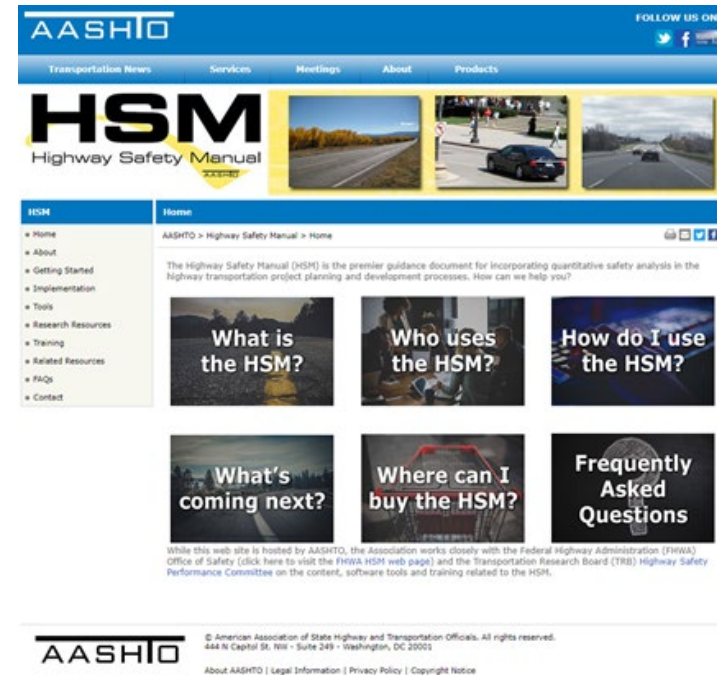 AASHTO
FOLLOW US ON
Transportation News Services Meetings About Products
HSM
Highway Safety Manual
AASHTO
HSM
Home
About
Getting Started
Implementation
Tools
Research Resources
Training
Related Resources
FAQs
Contact
Home
AASHTO > Highway Safety Manual > Home
The Highway Safety Manual (HSM) is the premier guidance document for incorporating quantitative safety analysis in the
highway transportation project planning and development processes. How can we help you?
What is
the HSM?
Who uses
the HSM?
How do I use
the HSM?
What's
coming next?
Where can I
buy the HSM?
Frequently
Asked
Questions
While this web site is hosted by AASHTO, the Association works closely with the Federal Highway Administration (FHWA)
Office of Safety (click here to visit the FHWA HSM web page) and the Transportation Research Board (TRB) Highway Safety
Performance Committee on the content, software tools and training related to the HSM.
AASHTO
© American Association of State Highway and Transportation Officials. All rights reserved.
444 N Capitol St. NW - Suite 249 - Washington, DC 20001
About AASHTO | Legal Information | Privacy Policy | Copyright Notice